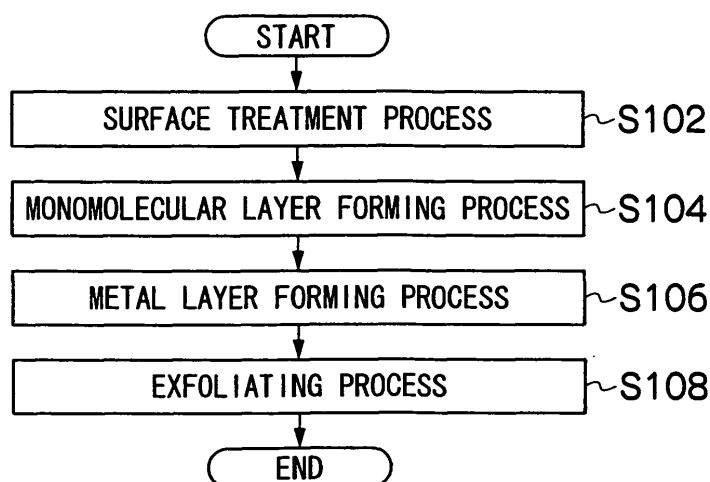 START
SURFACE TREATMENT PROCESS S102
MONOMOLECULAR LAYER FORMING PROCESS S104
METAL LAYER FORMING PROCESS S106
EXFOLIATING PROCESS S108
END